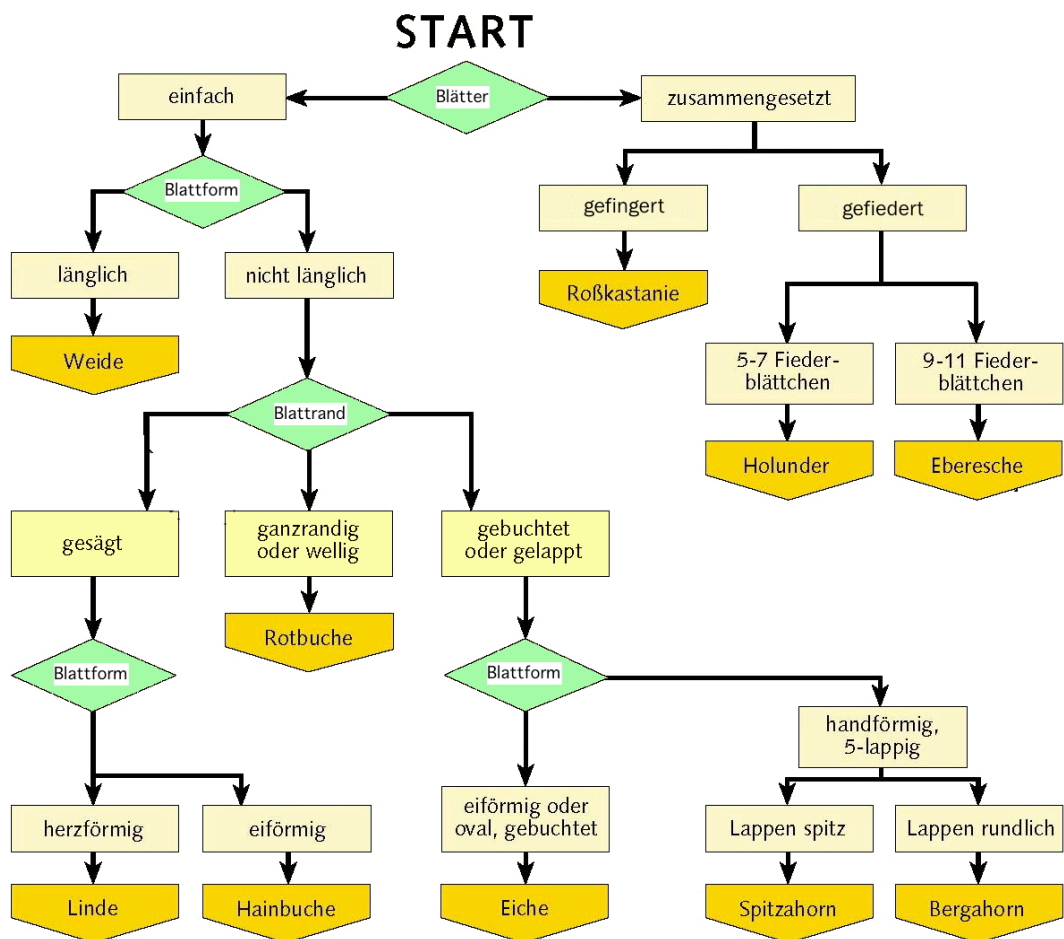 START
einfach
Blätter
zusammengesetzt
Blattform
gefingert
gefiedert
länglich
nicht länglich
Roßkastanie
Weide
5-7 Fieder-
blättchen
9-11 Fieder-
blättchen
Blattrand
Holunder
Eberesche
gesägt
ganzrandig
oder wellig
gebuchtet
oder gelappt
Rotbuche
Blattform
Blattform
handförmig,
5-lappig
herzförmig
eiförmig
eiförmig oder
oval, gebuchtet
Lappen spitz
Lappen rundlich
Linde
Hainbuche
Eiche
Spitzahorn
Bergahorn